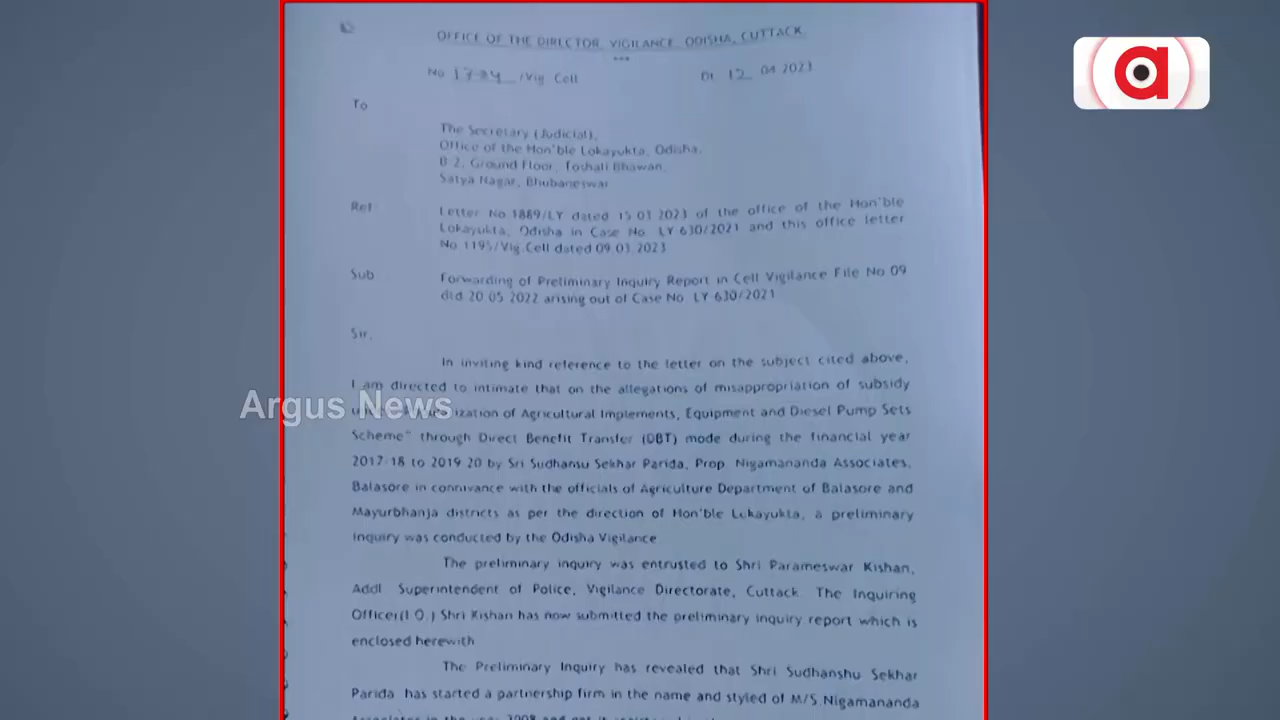 OFFICE OF THE DIRECTOR, VIGILANCE, ODISHA, CUTTACK
***
No /Vig Cell Dt 12 04 2023
To
The Secretary (Judicial),
Office of the Hon'ble Lokayukta, Odisha,
B 2, Ground Floor, Toshali Bhawan,
Satya Nagar, Bhubaneswar
Ref Letter No 1889/LY dated 15 03 2023 of the office of the Hon'ble
Lokayukta, Odisha in Case No. LY 630/2021 and this office letter
No 1195/Vig.Cell dated 09 03 2023
Sub Forwarding of Preliminary Inquiry Report in Cell Vigilance File No 09
dtd 20 05 2022 arising out of Case No. LY 630/2021
Sir,
In inviting kind reference to the letter on the subject cited above,
I am directed to intimate that on the allegations of misappropriation of subsidy
of Agricultural Implements, Equipment and Diesel Pump Sets
Argus News
Scheme" through Direct Benefit Transfer (DBT) mode during the financial year
2017-18 to 2019 20 by Sri Sudhansu Sekhar Parida, Prop. Nigamananda Associates,
Balasore in connivance with the officials of Agriculture Department of Balasore and
Mayurbhanja districts as per the direction of Hon'ble Lokayukta, a preliminary
inquiry was conducted by the Odisha Vigilance
The preliminary inquiry was entrusted to Shri Parameswar Kishan,
Addl Superintendent of Police, Vigilance Directorate, Cuttack. The Inquiring
Officer(I O.) Shri Kishan has now submitted the preliminary inquiry report which is
enclosed herewith
The Preliminary Inquiry has revealed that Shri Sudhanshu Sekhar
Parida has started a partnership firm in the name and styled of M/S Nigamananda